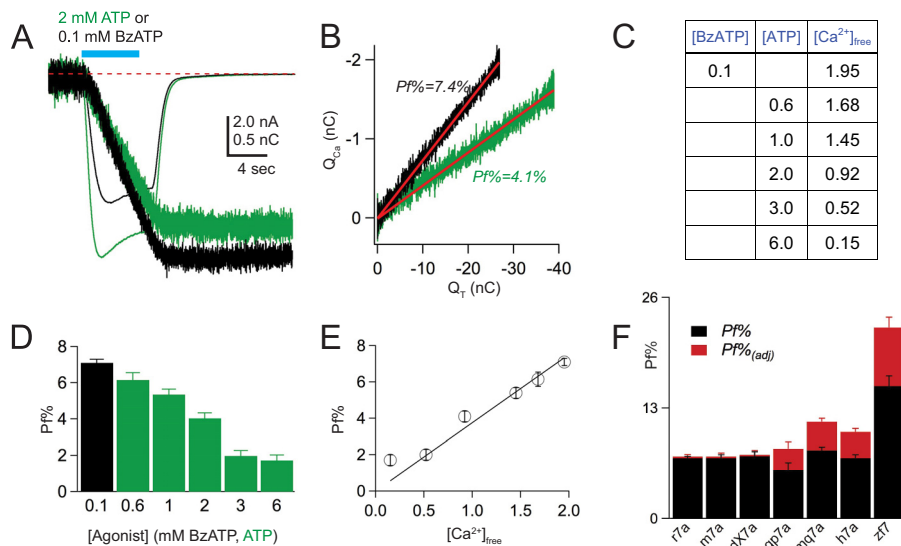 A
2 mM ATP or
0.1 mM BzATP
2.0 nA
0.5 nC
4 sec
B
-2
-1
0
Q_Ca (nC)
Pf%=7.4%
Pf%=4.1%
0 -10 -20 -30 -40
Q_T (nC)
C
[BzATP] [ATP] [Ca²⁺]free
0.1 1.95
0.6 1.68
1.0 1.45
2.0 0.92
3.0 0.52
6.0 0.15
D
8
6
4
2
0
Pf%
0.1 0.6 1 2 3 6
[Agonist] (mM BzATP, ATP)
E
8
6
4
2
0
Pf%
0.0 0.5 1.0 1.5 2.0
[Ca²⁺]free
F
26
13
0
Pf%
Pf%
Pf%(adj)
r7a m7a dX7a gp7a mq7a h7a zf7